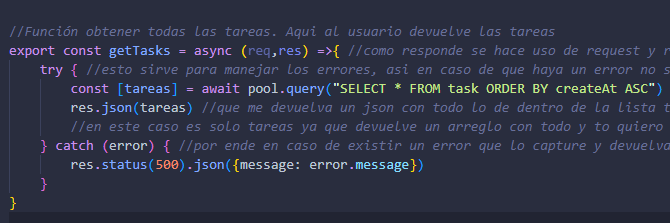 //Función obtener todas las tareas. Aqui al usuario devuelve las tareas
export const getTasks = async (req,res) =>{ //como responde se hace uso de request y r
try { //esto sirve para manejar los errores, asi en caso de que haya un error no s
const [tareas] = await pool.query("SELECT * FROM task ORDER BY createAt ASC")
res.json(tareas) //que me devuelva un json con todo lo de dentro de la lista t
//en este caso es solo tareas ya que devuelve un arreglo con todo y to quiero
} catch (error) { //por ende en caso de existir un error que lo capture y devuelva
res.status(500).json({message: error.message})
}
}